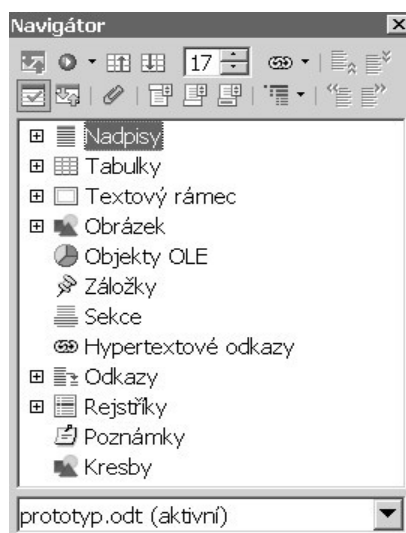 Navigátor
17
Nadpisy
Tabulky
Textový rámec
Obrázek
Objekty OLE
Záložky
Sekce
Hypertextové odkazy
Odkazy
Rejstříky
Poznámky
Kresby
prototyp.odt (aktivní)